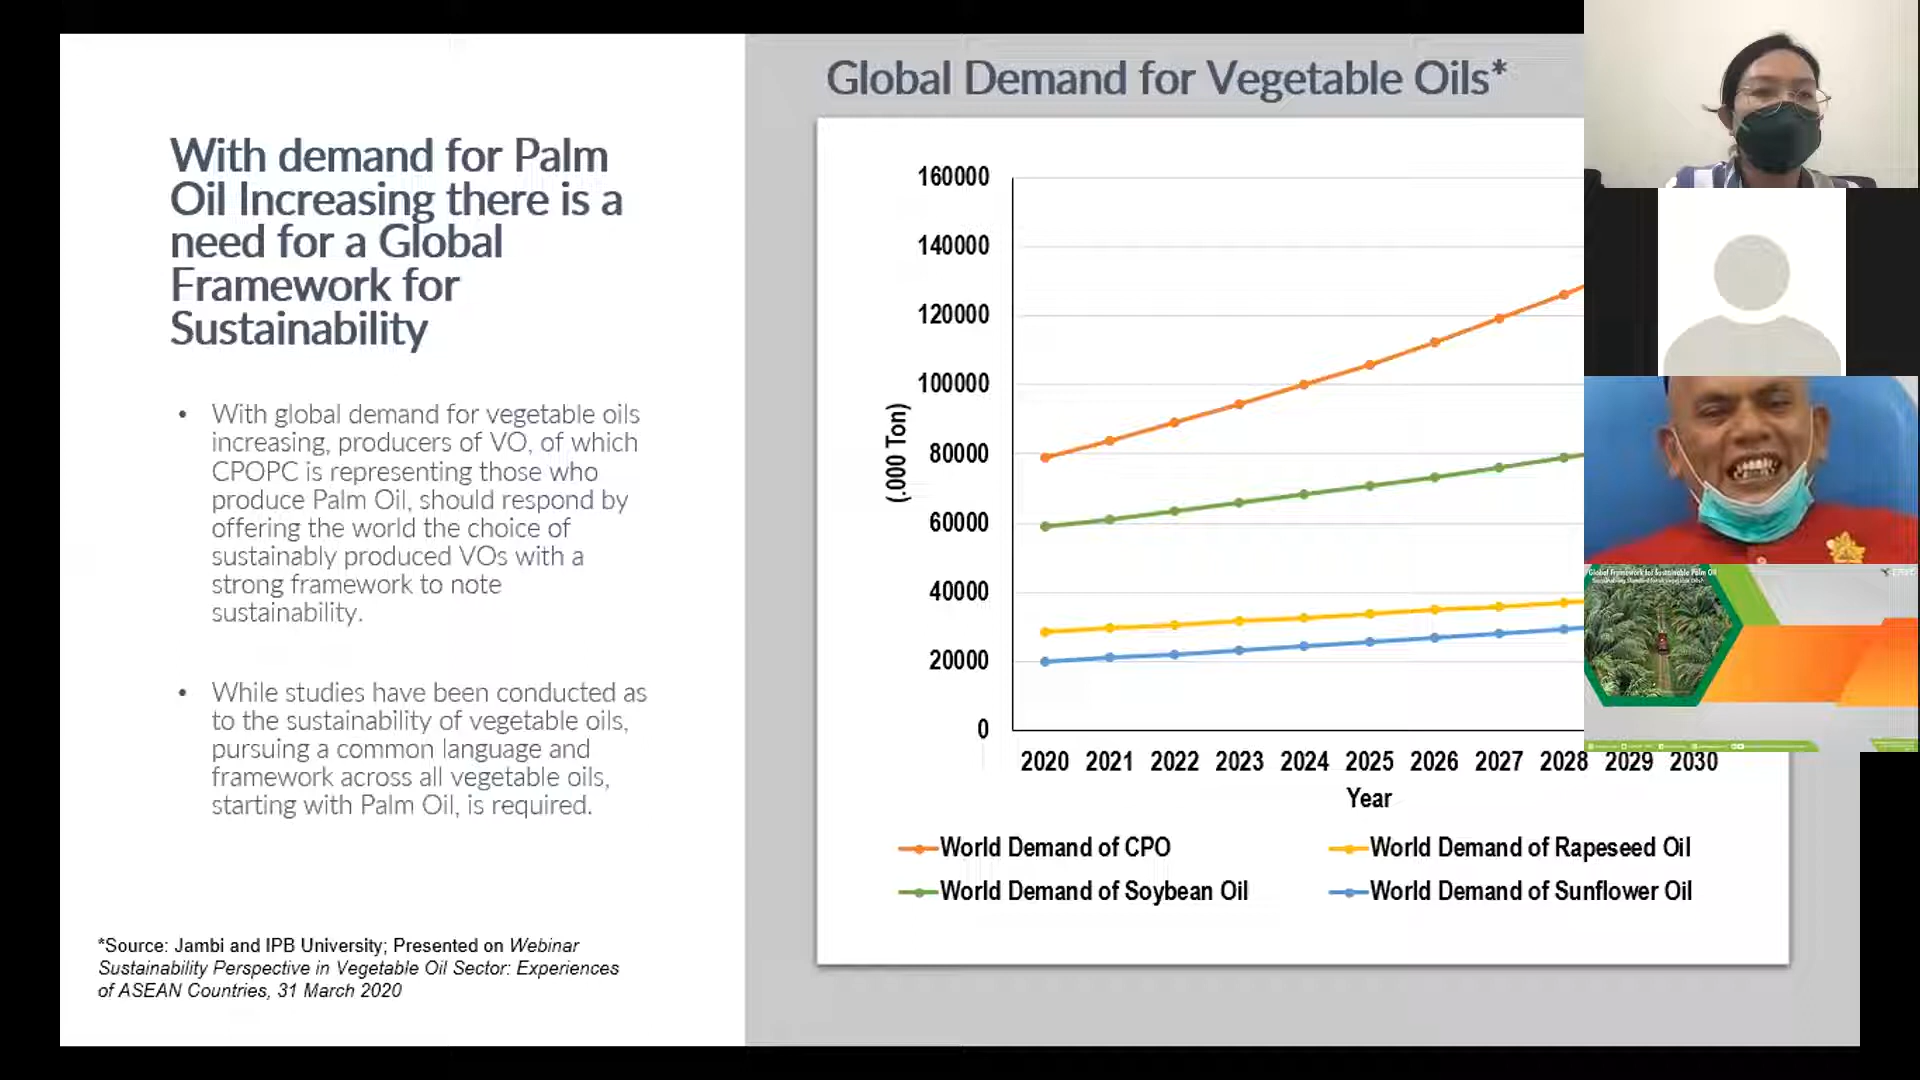 With demand for Palm
Oil Increasing there is a
need for a Global
Framework for
Sustainability
• With global demand for vegetable oils
increasing, producers of VO, of which
CPOPC is representing those who
produce Palm Oil, should respond by
offering the world the choice of
sustainably produced VOs with a
strong framework to note
sustainability.
• While studies have been conducted as
to the sustainability of vegetable oils,
pursuing a common language and
framework across all vegetable oils,
starting with Palm Oil, is required.
*Source: Jambi and IPB University; Presented on Webinar
Sustainability Perspective in Vegetable Oil Sector: Experiences
of ASEAN Countries, 31 March 2020
Global Demand for Vegetable Oils*
160000
140000
120000
100000
80000
60000
40000
20000
0
(.000 Ton)
2020 2021 2022 2023 2024 2025 2026 2027 2028 2029 2030
Year
World Demand of CPO
World Demand of Rapeseed Oil
World Demand of Soybean Oil
World Demand of Sunflower Oil
Global Framework for Sustainable Palm Oil